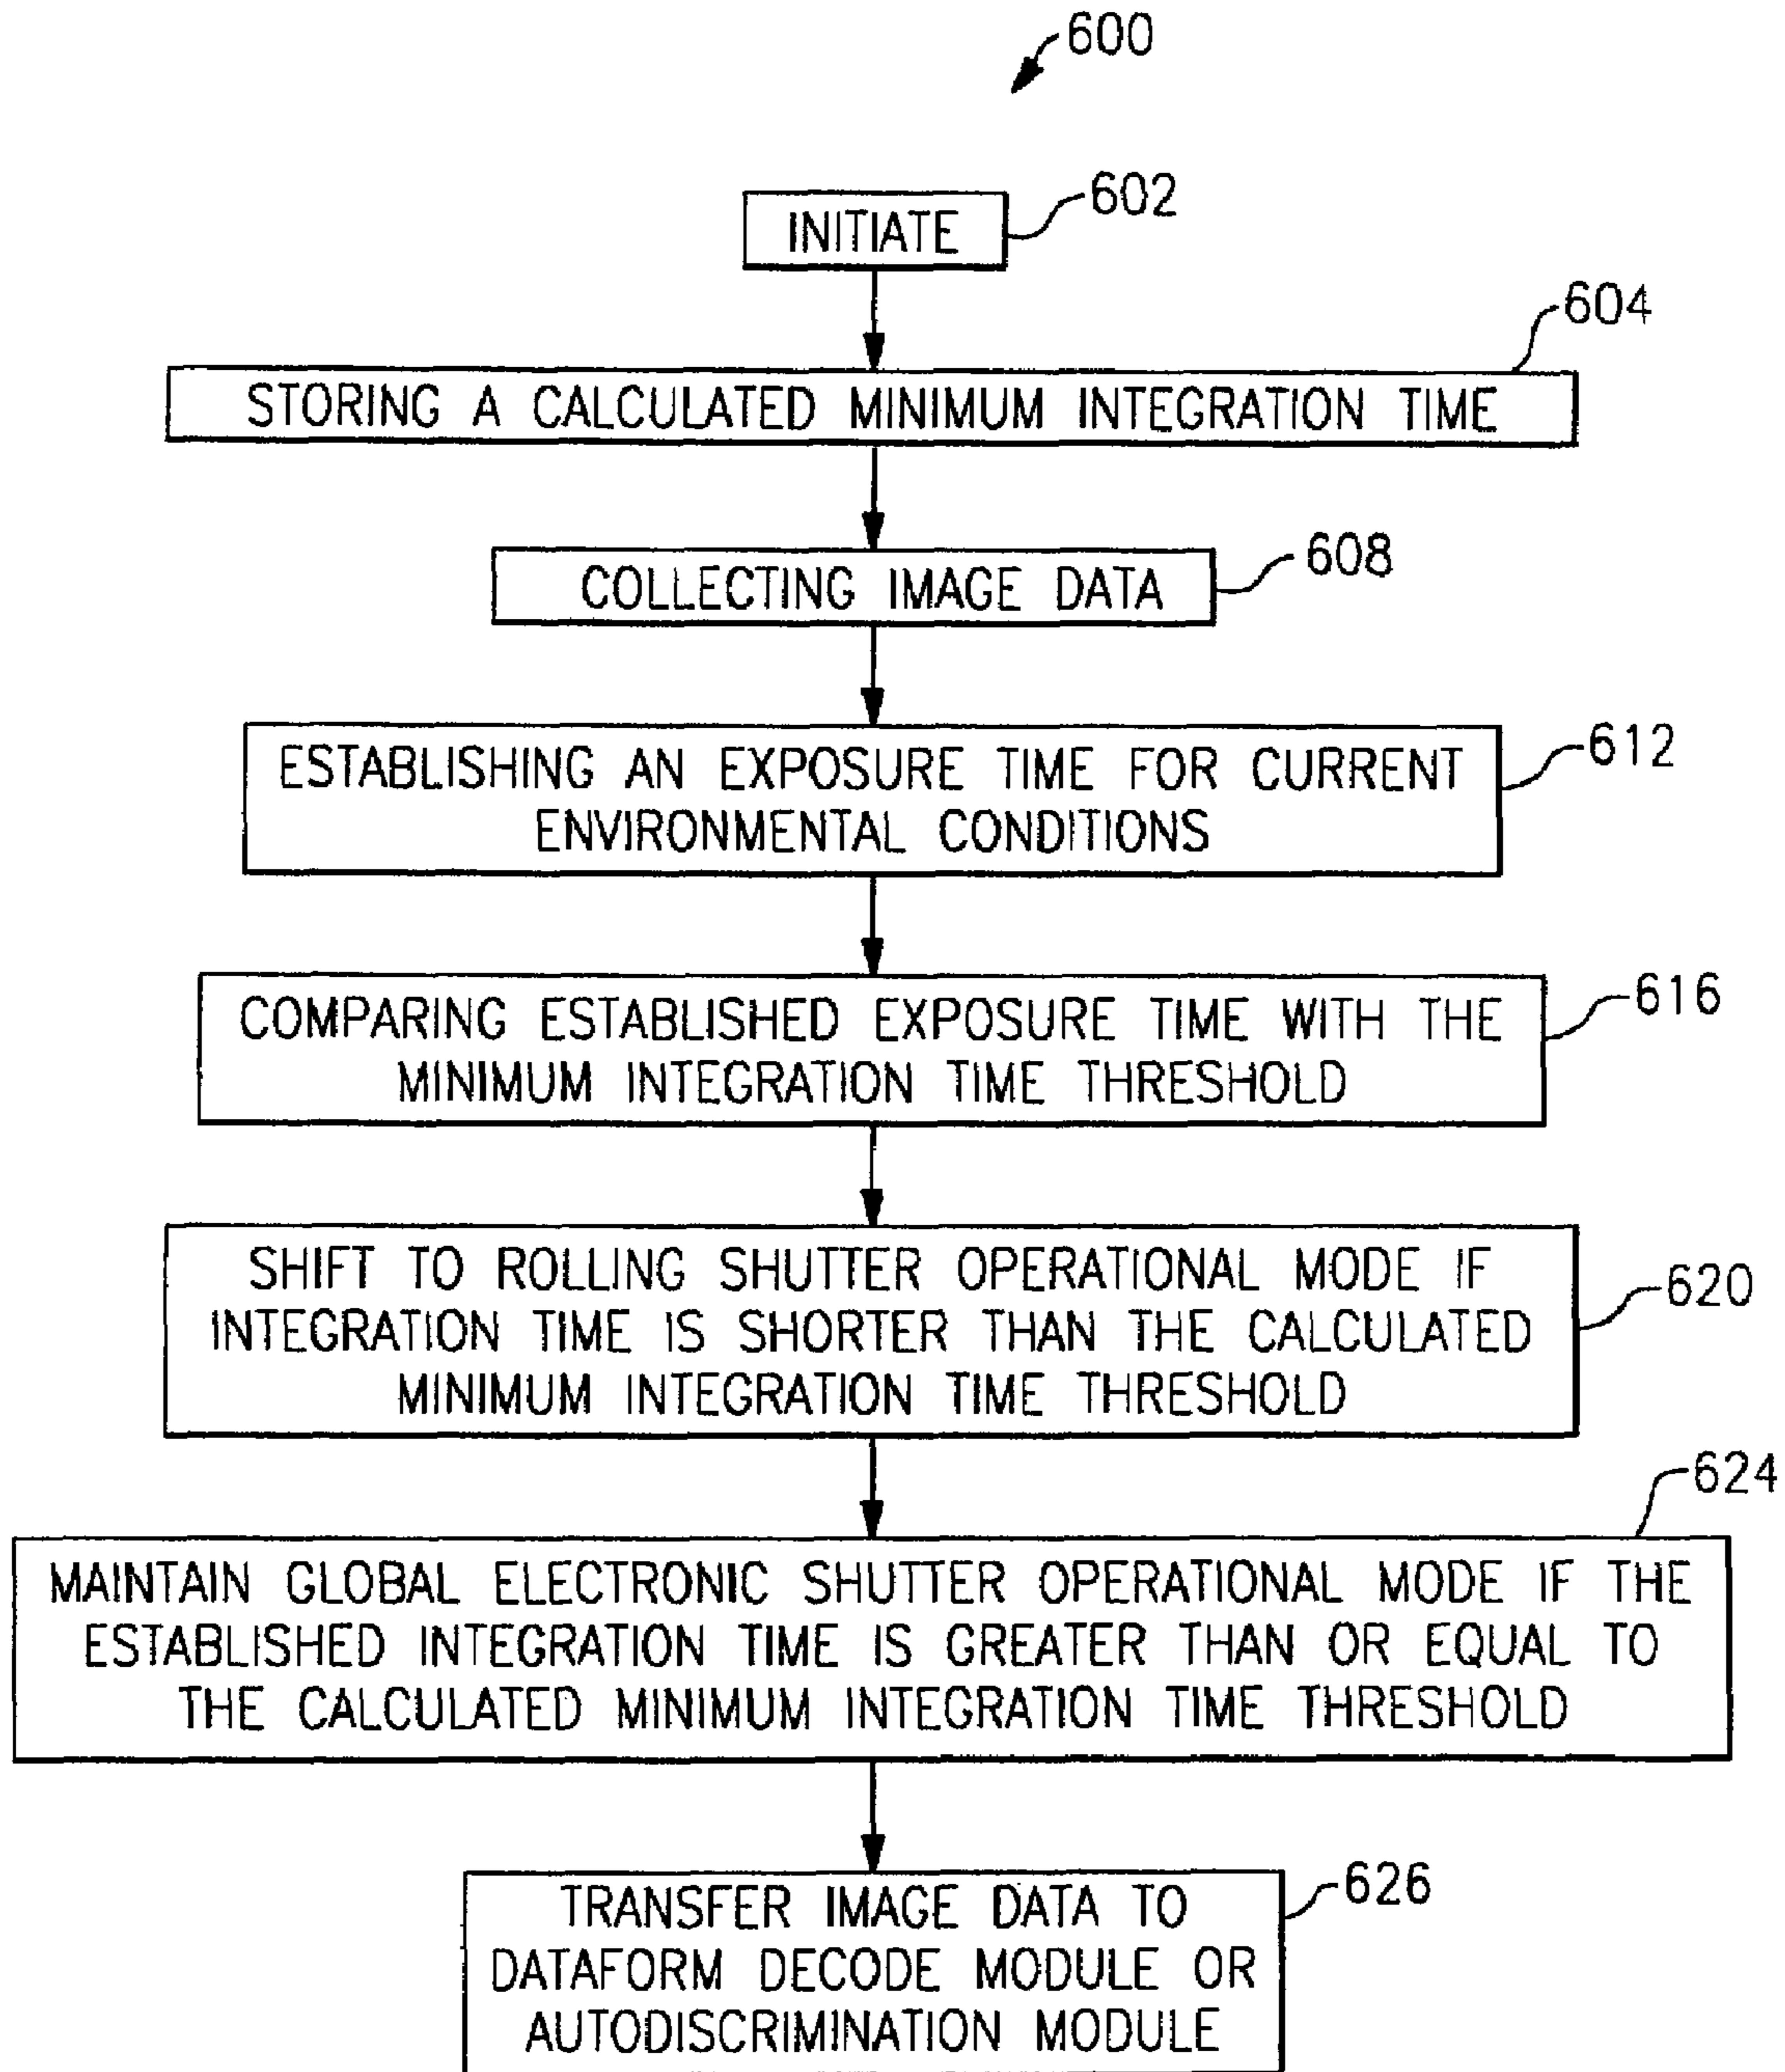 600
INITIATE
602
STORING A CALCULATED MINIMUM INTEGRATION TIME
604
COLLECTING IMAGE DATA
608
ESTABLISHING AN EXPOSURE TIME FOR CURRENT
ENVIRONMENTAL CONDITIONS
612
COMPARING ESTABLISHED EXPOSURE TIME WITH THE
MINIMUM INTEGRATION TIME THRESHOLD
616
SHIFT TO ROLLING SHUTTER OPERATIONAL MODE IF
INTEGRATION TIME IS SHORTER THAN THE CALCULATED
MINIMUM INTEGRATION TIME THRESHOLD
620
MAINTAIN GLOBAL ELECTRONIC SHUTTER OPERATIONAL MODE IF THE
ESTABLISHED INTEGRATION TIME IS GREATER THAN OR EQUAL TO
THE CALCULATED MINIMUM INTEGRATION TIME THRESHOLD
624
TRANSFER IMAGE DATA TO
DATAFORM DECODE MODULE OR
AUTODISCRIMINATION MODULE
626